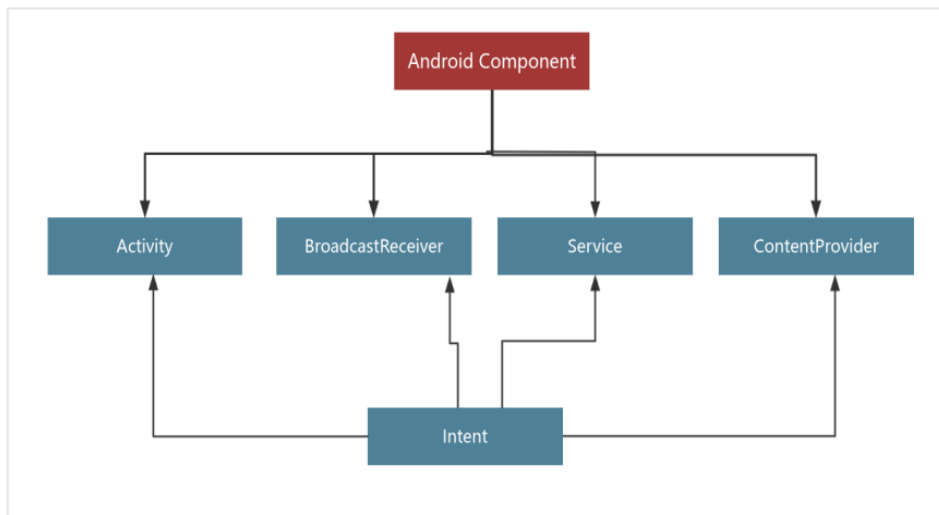 Android Component
Activity
BroadcastReceiver
Service
ContentProvider
Intent